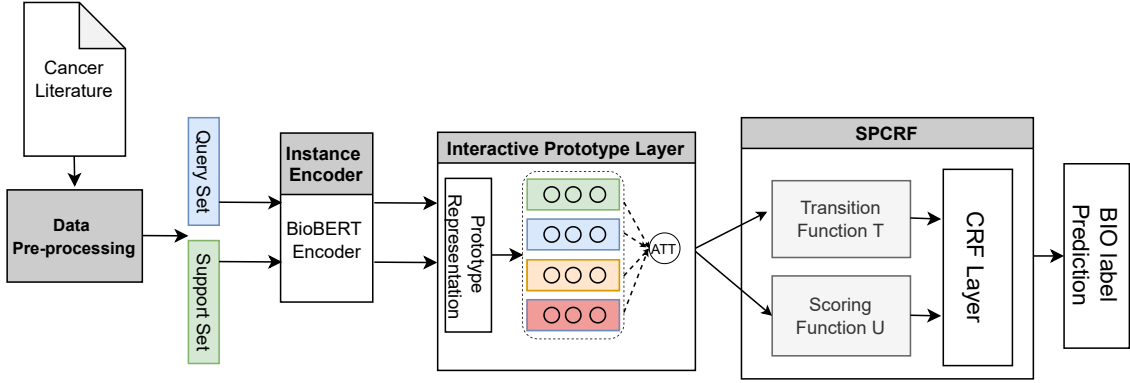 Cancer
Literature
Data
Pre-processing
Query Set
Support Set
Instance
Encoder
BioBERT
Encoder
Interactive Prototype Layer
Prototype
Representation
ATT
SPCRF
Transition
Function T
Scoring
Function U
CRF Layer
BIO label
Prediction